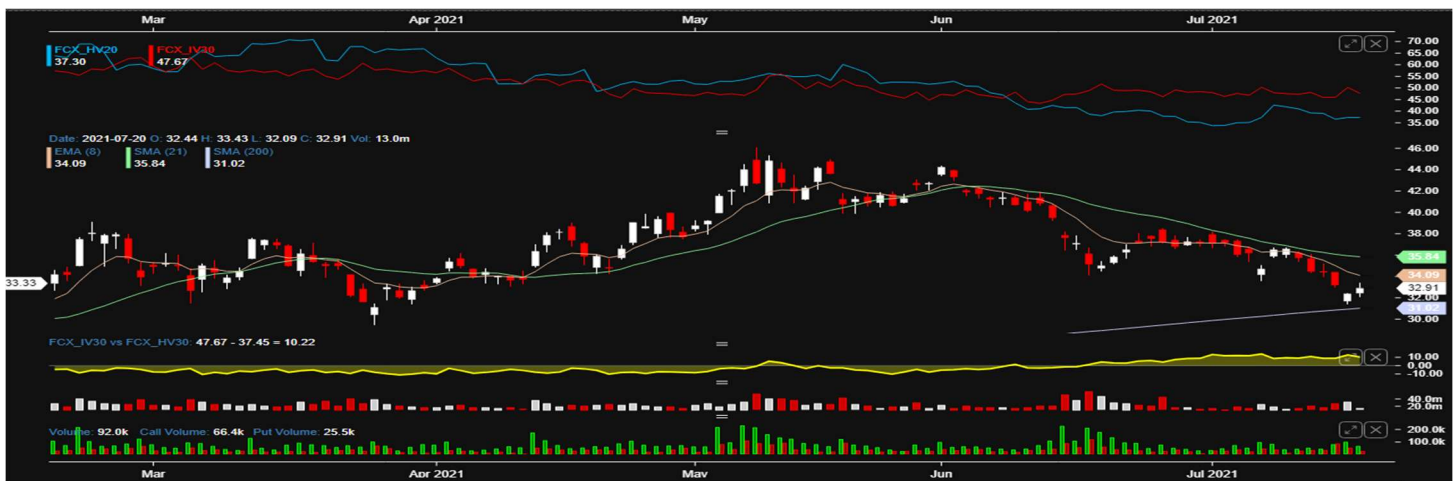 Mar Apr 2021 May Jun Jul 2021
FCX_HV20 FCX_IV30
37.30 47.67
70.00
65.00
60.00
55.00
50.00
45.00
40.00
35.00
Date: 2021-07-20 O: 32.44 H: 33.43 L: 32.09 C: 32.91 Vol: 13.0m
EMA (8) SMA (21) SMA (200)
34.09 35.84 31.02
46.00
44.00
42.00
40.00
38.00
35.84
34.09
33.33
32.91
32.00
31.02
30.00
FCX_IV30 vs FCX_HV30: 47.67 - 37.45 = 10.22
10.00
0.00
-10.00
40.0m
20.0m
Volume: 92.0k Call Volume: 66.4k Put Volume: 25.5k
200.0k
100.0k
Mar Apr 2021 May Jun Jul 2021